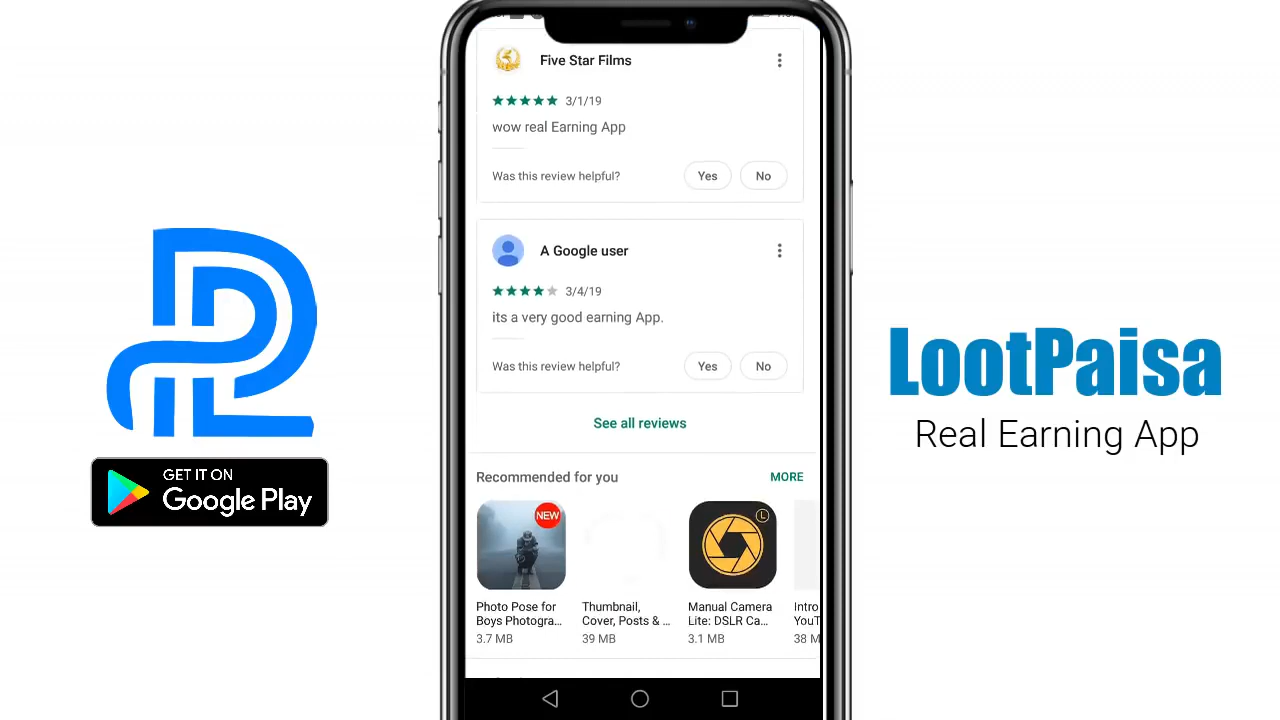 Five Star Films
3/1/19
wow real Earning App
Was this review helpful?
Yes
No
A Google user
3/4/19
its a very good earning App.
Was this review helpful?
Yes
No
See all reviews
Recommended for you
MORE
NEW
Photo Pose for
Boys Photogra...
3.7 MB
Thumbnail,
Cover, Posts & ...
39 MB
Manual Camera
Lite: DSLR Ca...
3.1 MB
Intro
YouT
38 M
GET IT ON
Google Play
LootPaisa
Real Earning App